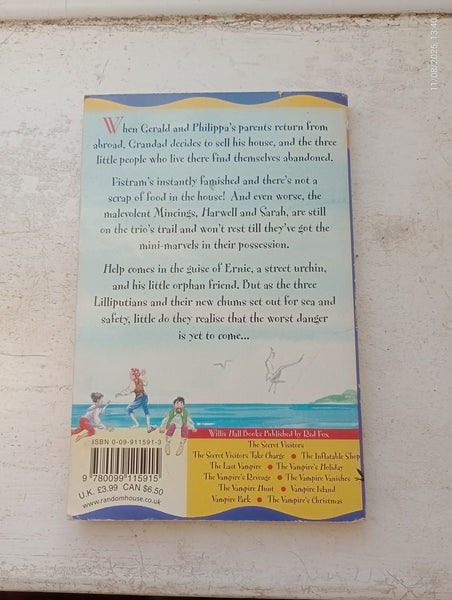 11/08/2025 13:40
When Gerald and Philippa's parents return from
abroad, Grandad decides to sell his house, and the three
little people who live there find themselves abandoned.
Fistram's instantly famished and there's not a
scrap of food in the house! And even worse, the
malevolent Mincings, Harwell and Sarah, are still
on the trio's trail and won't rest till they've got the
mini-marvels in their possession.
Help comes in the guise of Ernie, a street urchin,
and his little orphan friend. But as the three
Lilliputians and their new chums set out for sea and
safety, little do they realise that the worst danger
is yet to come...
Willis Hall Books Published by Red Fox
The Secret Visitors
The Secret Visitors Take Charge • The Inflatable Shop
The Last Vampire • The Vampire's Holiday
The Vampire's Revenge • The Vampire Vanishes
The Vampire Hunt • Vampire Island
Vampire Park • The Vampire's Christmas
ISBN 0-09-911591-3
9 780099 115915
U.K. £3.99 CAN $6.50
www.randomhouse.co.uk